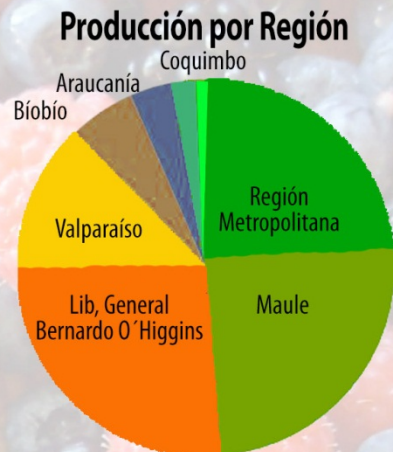 Producción por Región
Coquimbo
Araucanía
Bíobío
Región
Metropolitana
Valparaíso
Maule
Lib, General
Bernardo O´Higgins